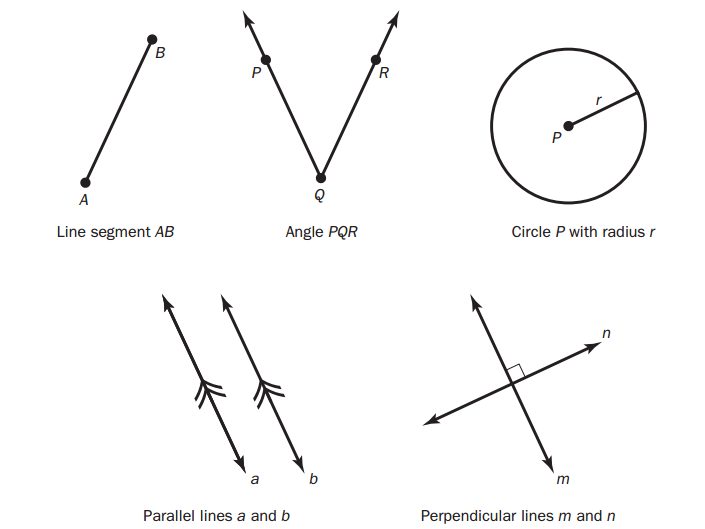 B
P
R
r
P
A
Q
Line segment AB
Angle PQR
Circle P with radius r
n
a
b
m
Parallel lines a and b
Perpendicular lines m and n